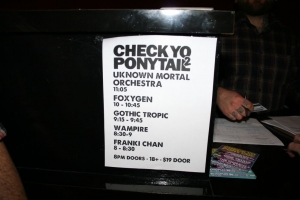 CHECK YO
PONYTAIL2
UKNOWN MORTAL
ORCHESTRA
11:05
FOXYGEN
10 - 10:45
GOTHIC TROPIC
9:15 - 9:45
WAMPIRE
8:30-9
FRANKI CHAN
8 - 8:30
8PM DOORS · 18+ · $19 DOOR